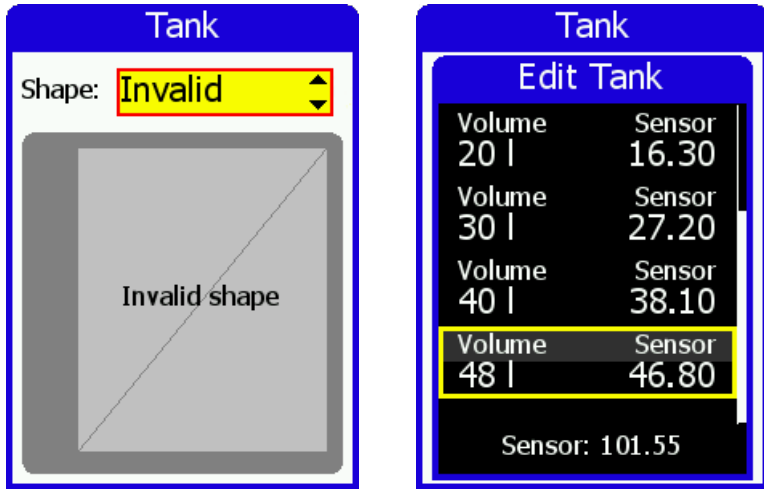 Tank
Shape: Invalid
Invalid shape
Tank
Edit Tank
Volume Sensor
20 l 16.30
Volume Sensor
30 l 27.20
Volume Sensor
40 l 38.10
Volume Sensor
48 l 46.80
Sensor: 101.55